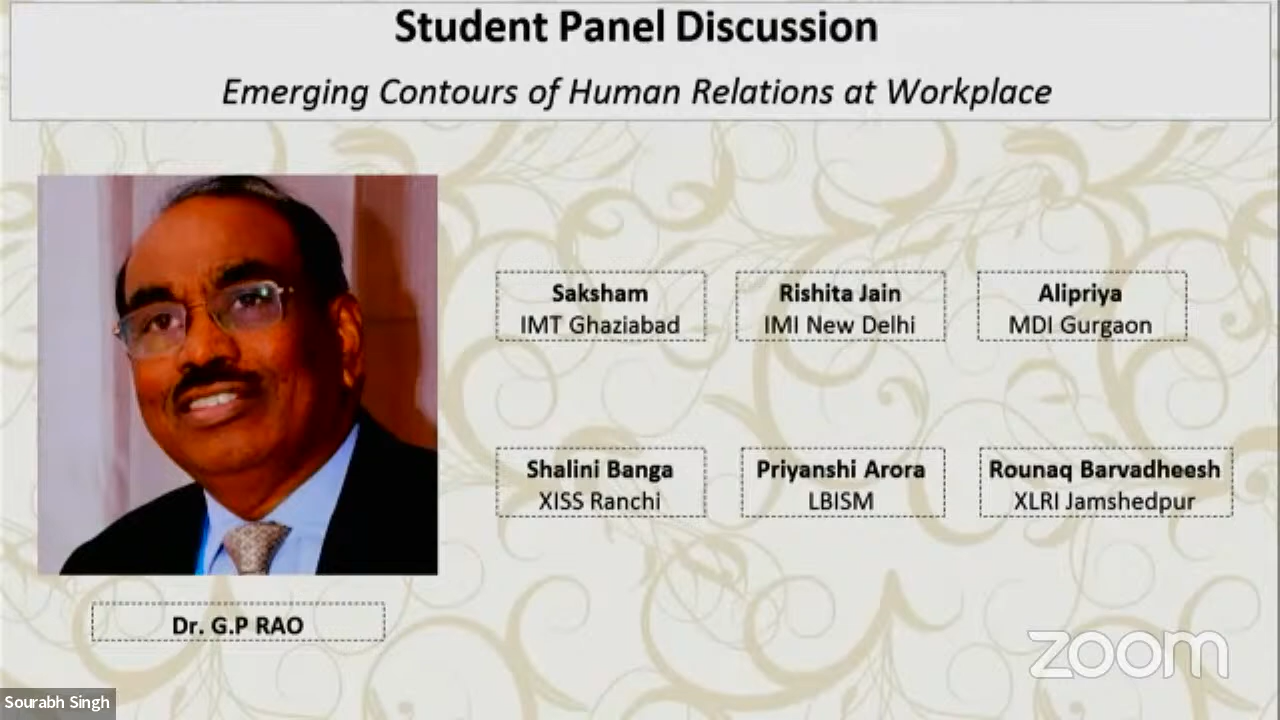 Student Panel Discussion
Emerging Contours of Human Relations at Workplace
Saksham
IMT Ghaziabad
Rishita Jain
IMI New Delhi
Alipriya
MDI Gurgaon
Shalini Banga
XISS Ranchi
Priyanshi Arora
LBISM
Rounaq Barvadheesh
XLRI Jamshedpur
Dr. G.P RAO
zoom
Sourabh Singh